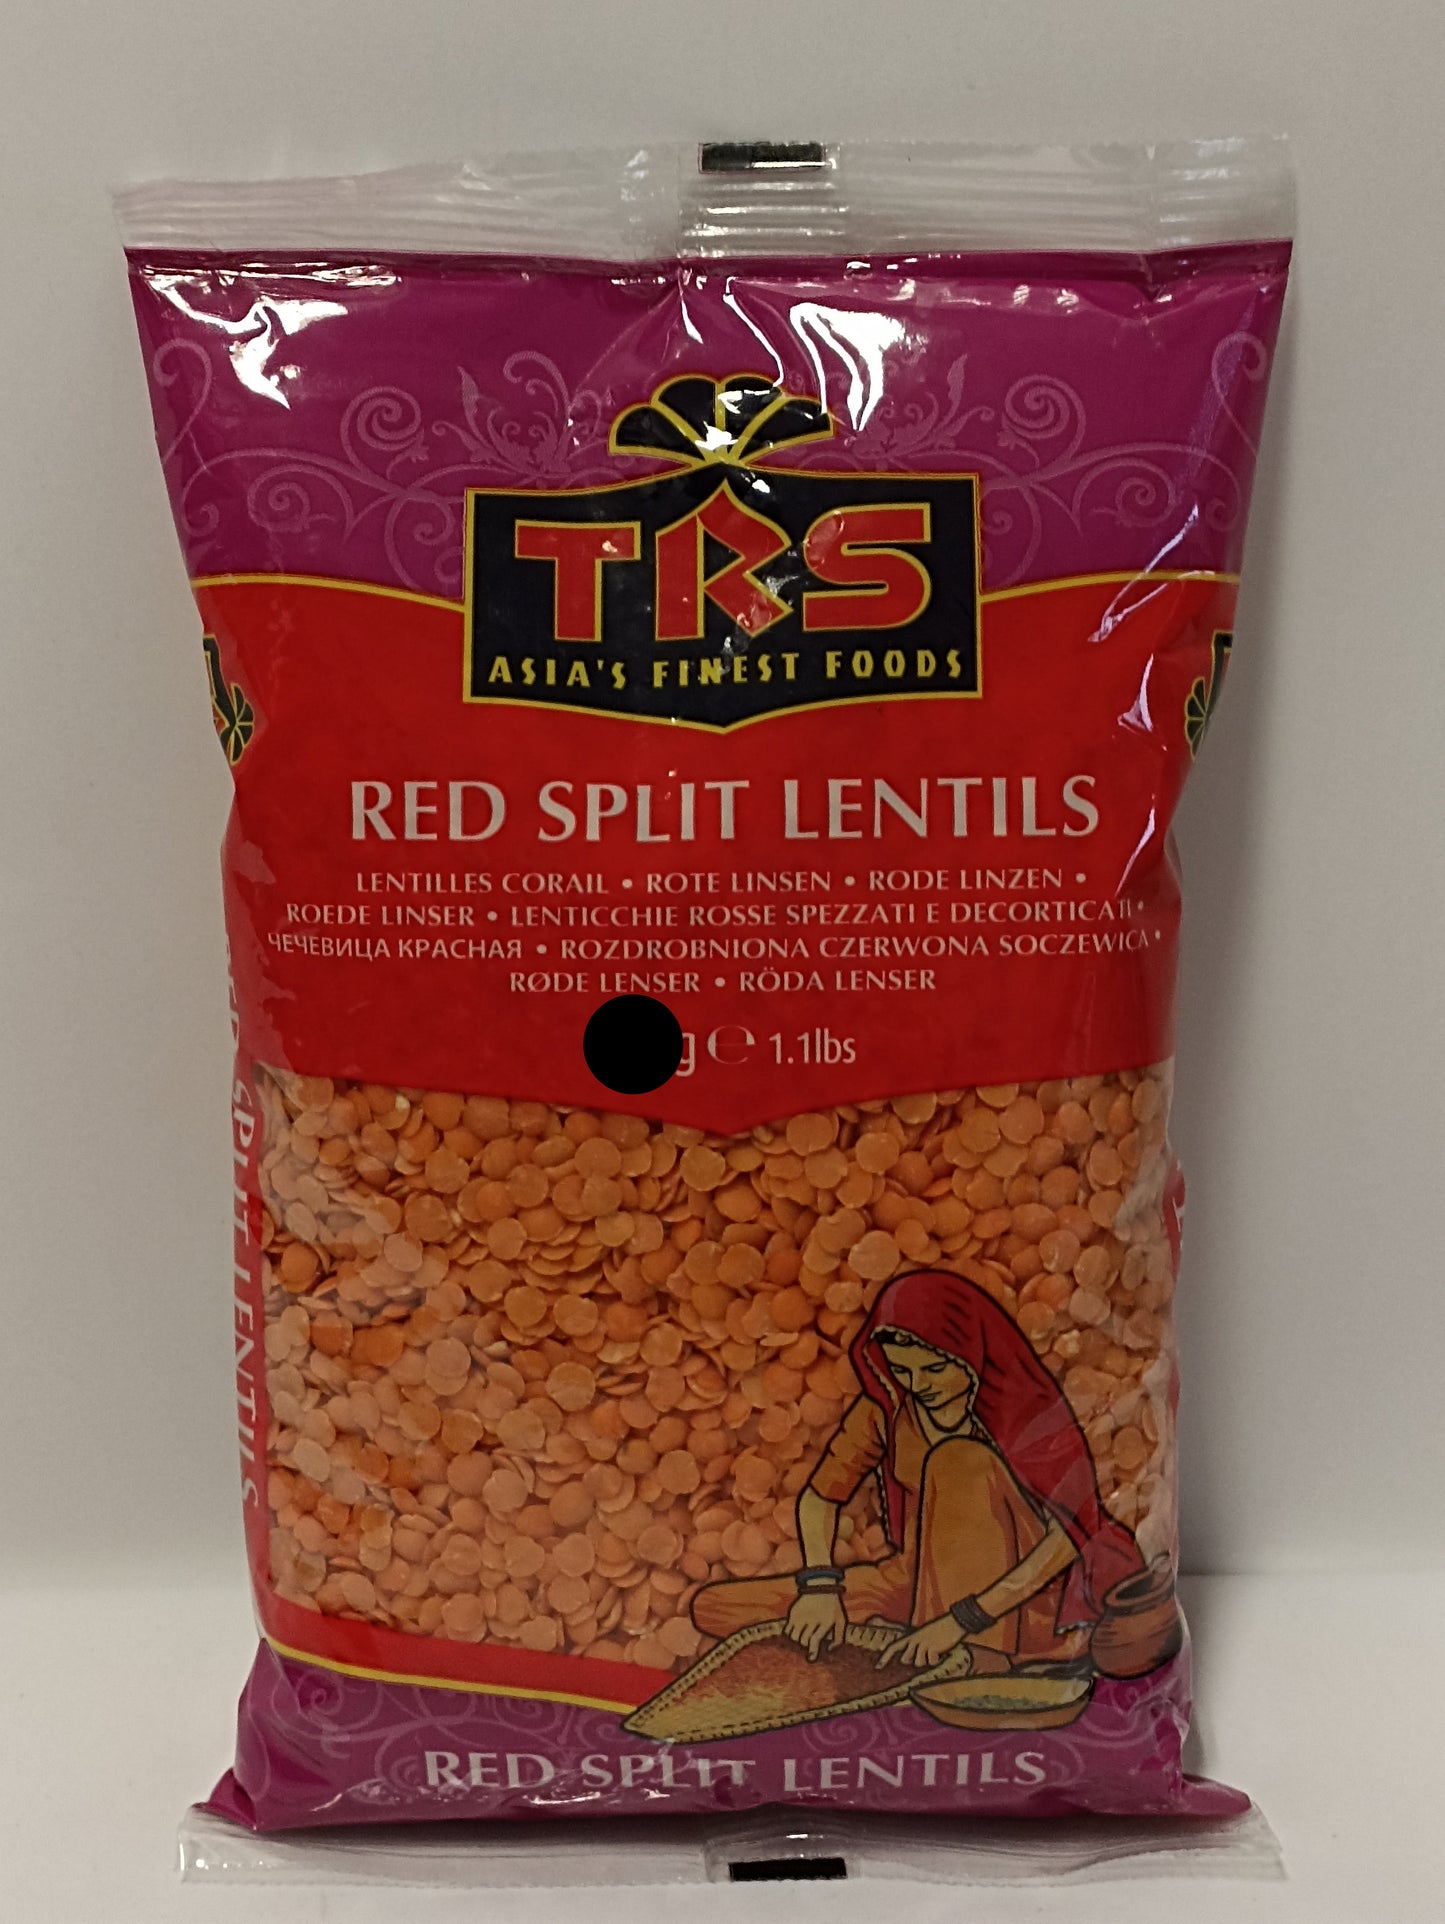 TRS
ASIA'S FINEST FOODS
RED SPLIT LENTILS
LENTILLES CORAIL • ROTE LINSEN • RODE LINZEN •
ROEDE LINSER • LENTICCHIE ROSSE SPEZZATI E DECORTICATI •
ЧЕЧЕВИЦА КРАСНАЯ • ROZDROBNIONA CZERWONA SOCZEWICA •
RØDE LENSER • RÖDA LENSER
g ℮ 1.1lbs
RED SPLIT LENTILS
RED SPLIT LENTILS